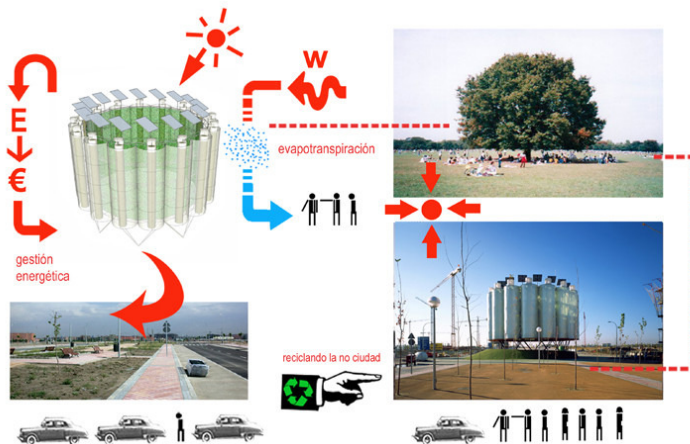 W
E
€
evapotranspiración
gestión
energética
reciclando la no ciudad